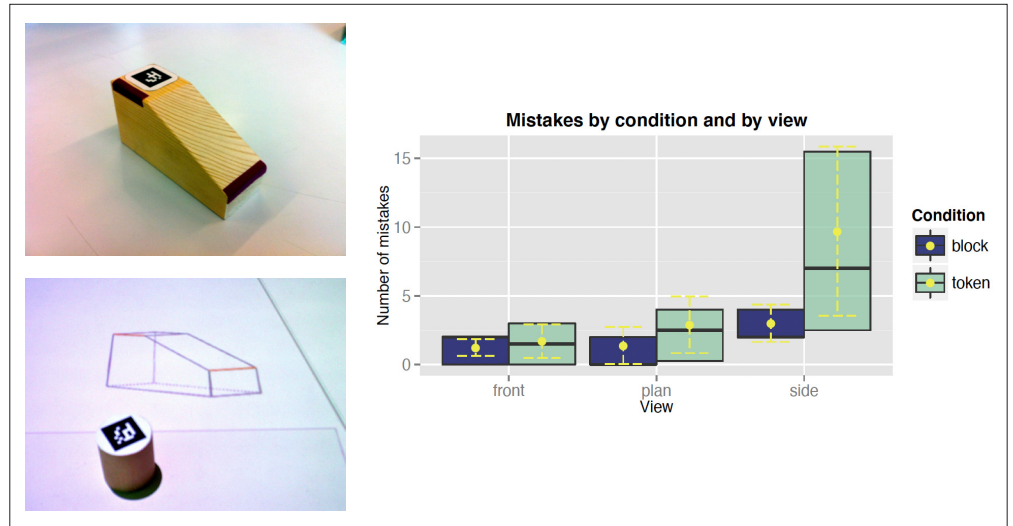 Mistakes by condition and by view
Number of mistakes
15
10
5
0
front plan side
View
Condition
block
token